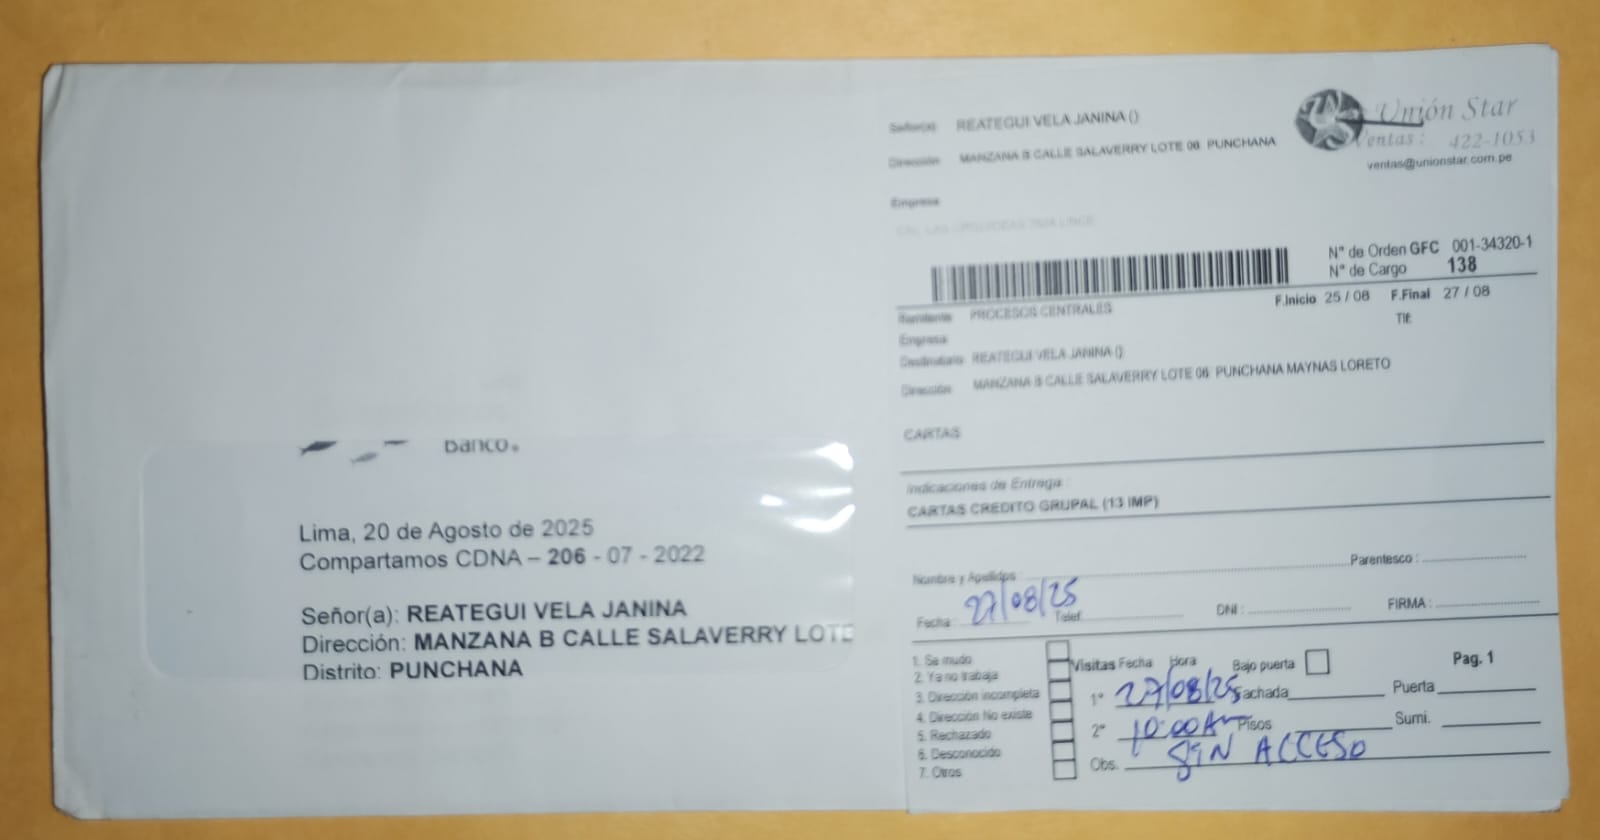 Banco.
Lima, 20 de Agosto de 2025
Compartamos CDNA – 206 - 07 - 2022
Señor(a): REATEGUI VELA JANINA
Dirección: MANZANA B CALLE SALAVERRY LOTE
Distrito: PUNCHANA
Unión Star
Ventas: 422-1053
ventas@unionstar.com.pe
Señor(a) REATEGUI VELA JANINA ()
Dirección: MANZANA B CALLE SALAVERRY LOTE 06 PUNCHANA
Empresa
N° de Orden GFC 001-34320-1
N° de Cargo 138
F.Inicio 25 / 08 F.Final 27 / 08
Remitente PROCESOS CENTRALES
Tlf:
Empresa
Destinatario REATEGUI VELA JANINA ()
Dirección: MANZANA B CALLE SALAVERRY LOTE 06 PUNCHANA MAYNAS LORETO
CARTAS
Indicaciones de Entrega :
CARTAS CREDITO GRUPAL (13 IMP)
Nombre y Apellidos : Parentesco :
Fecha : 27/08/25 Telef. DNI : FIRMA :
1. Se mudo
2. Ya no trabaja
3. Dirección incompleta
4. Dirección No existe
5. Rechazado
6. Desconocido
7. Otros
Visitas Fecha Hora Bajo puerta Pag. 1
1° 27/08/25 Fachada Puerta
2° 10:00 Am Pisos Sumi.
Obs. SIN ACCESO